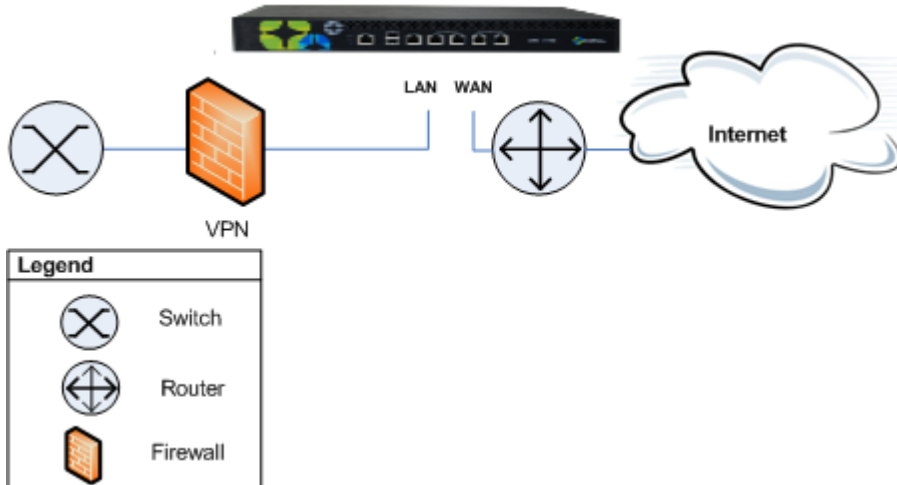 LAN WAN
Internet
VPN
Legend
Switch
Router
Firewall